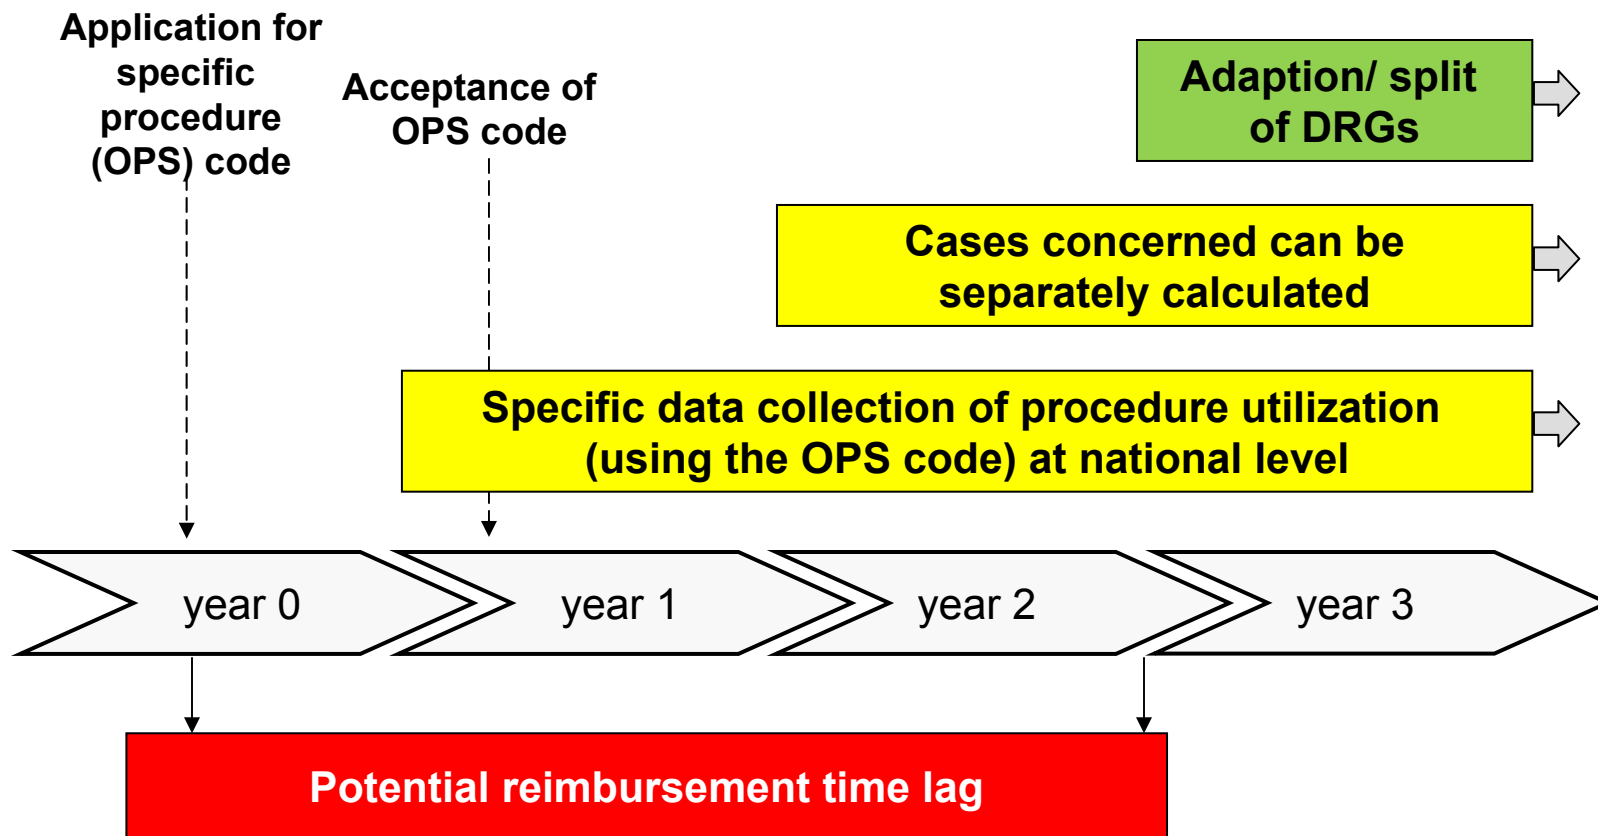 Application for
specific
procedure
(OPS) code
Acceptance of
OPS code
Adaption/ split
of DRGs
Cases concerned can be
separately calculated
Specific data collection of procedure utilization
(using the OPS code) at national level
year 0
year 1
year 2
year 3
Potential reimbursement time lag